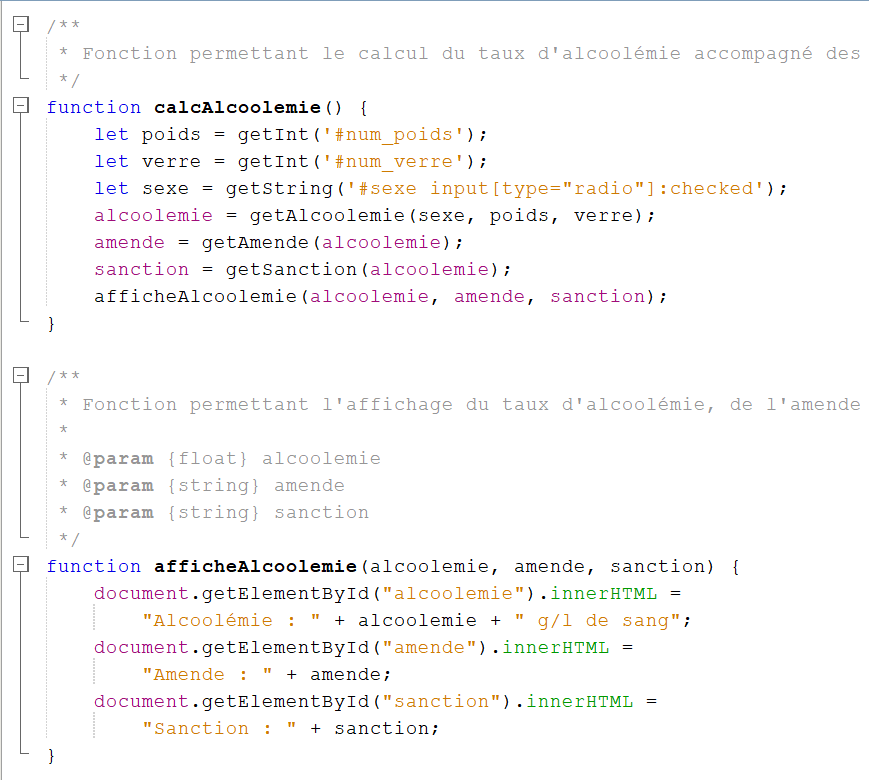 /**
 * Fonction permettant le calcul du taux d'alcoolémie accompagné des
 */
function calcAlcoolemie() {
    let poids = getInt('#num_poids');
    let verre = getInt('#num_verre');
    let sexe = getString('#sexe input[type="radio"]:checked');
    alcoolemie = getAlcoolemie(sexe, poids, verre);
    amende = getAmende(alcoolemie);
    sanction = getSanction(alcoolemie);
    afficheAlcoolemie(alcoolemie, amende, sanction);
}
/**
 * Fonction permettant l'affichage du taux d'alcoolémie, de l'amende
 *
 * @param {float} alcoolemie
 * @param {string} amende
 * @param {string} sanction
 */
function afficheAlcoolemie(alcoolemie, amende, sanction) {
    document.getElementById("alcoolemie").innerHTML =
        "Alcoolémie : " + alcoolemie + " g/l de sang";
    document.getElementById("amende").innerHTML =
        "Amende : " + amende;
    document.getElementById("sanction").innerHTML =
        "Sanction : " + sanction;
}